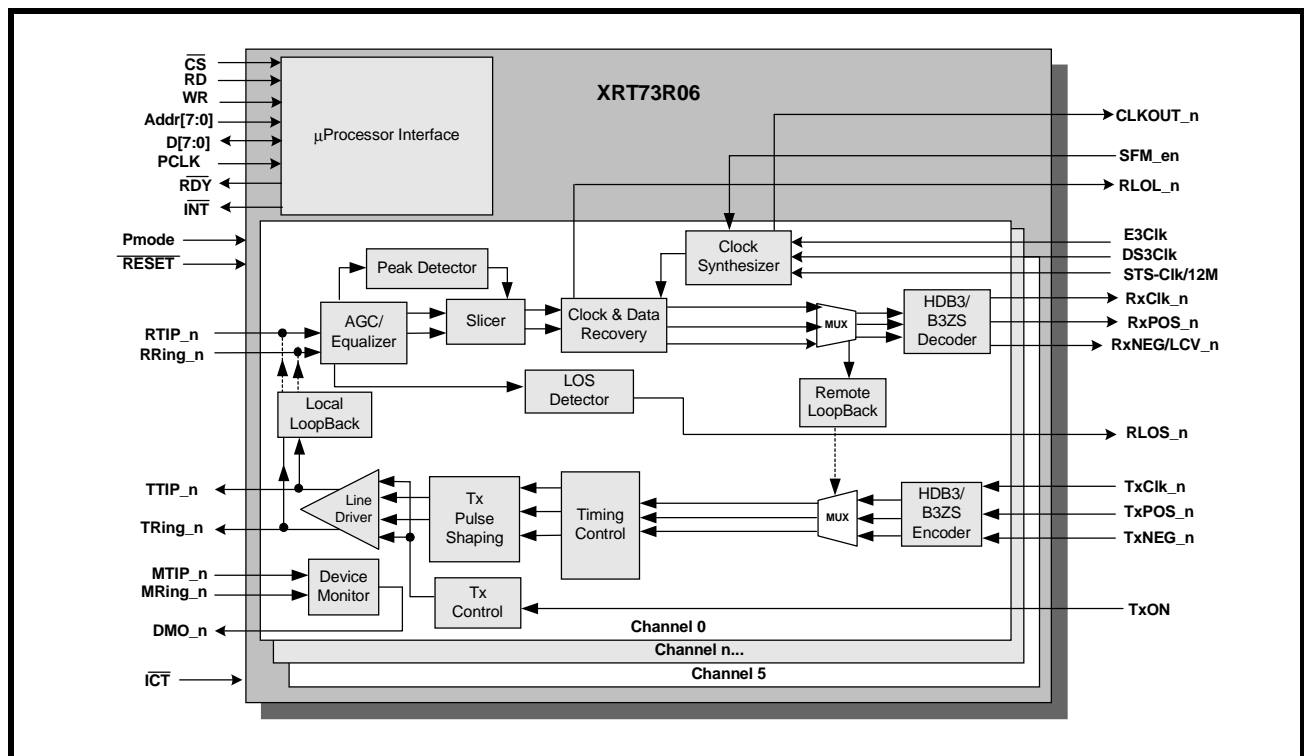 XRT73R06
CS
RD
WR
Addr[7:0]
D[7:0]
PCLK
RDY
INT
µProcessor Interface
Pmode
RESET
CLKOUT_n
SFM_en
RLOL_n
E3Clk
DS3Clk
STS-Clk/12M
Clock
Synthesizer
Peak Detector
RTIP_n
RRing_n
AGC/
Equalizer
Slicer
Clock & Data
Recovery
MUX
HDB3/
B3ZS
Decoder
RxClk_n
RxPOS_n
RxNEG/LCV_n
Local
LoopBack
LOS
Detector
Remote
LoopBack
RLOS_n
TTIP_n
TRing_n
Line
Driver
Tx
Pulse
Shaping
Timing
Control
MUX
HDB3/
B3ZS
Encoder
TxClk_n
TxPOS_n
TxNEG_n
MTIP_n
MRing_n
Device
Monitor
DMO_n
Tx
Control
TxON
Channel 0
Channel n...
Channel 5
ICT